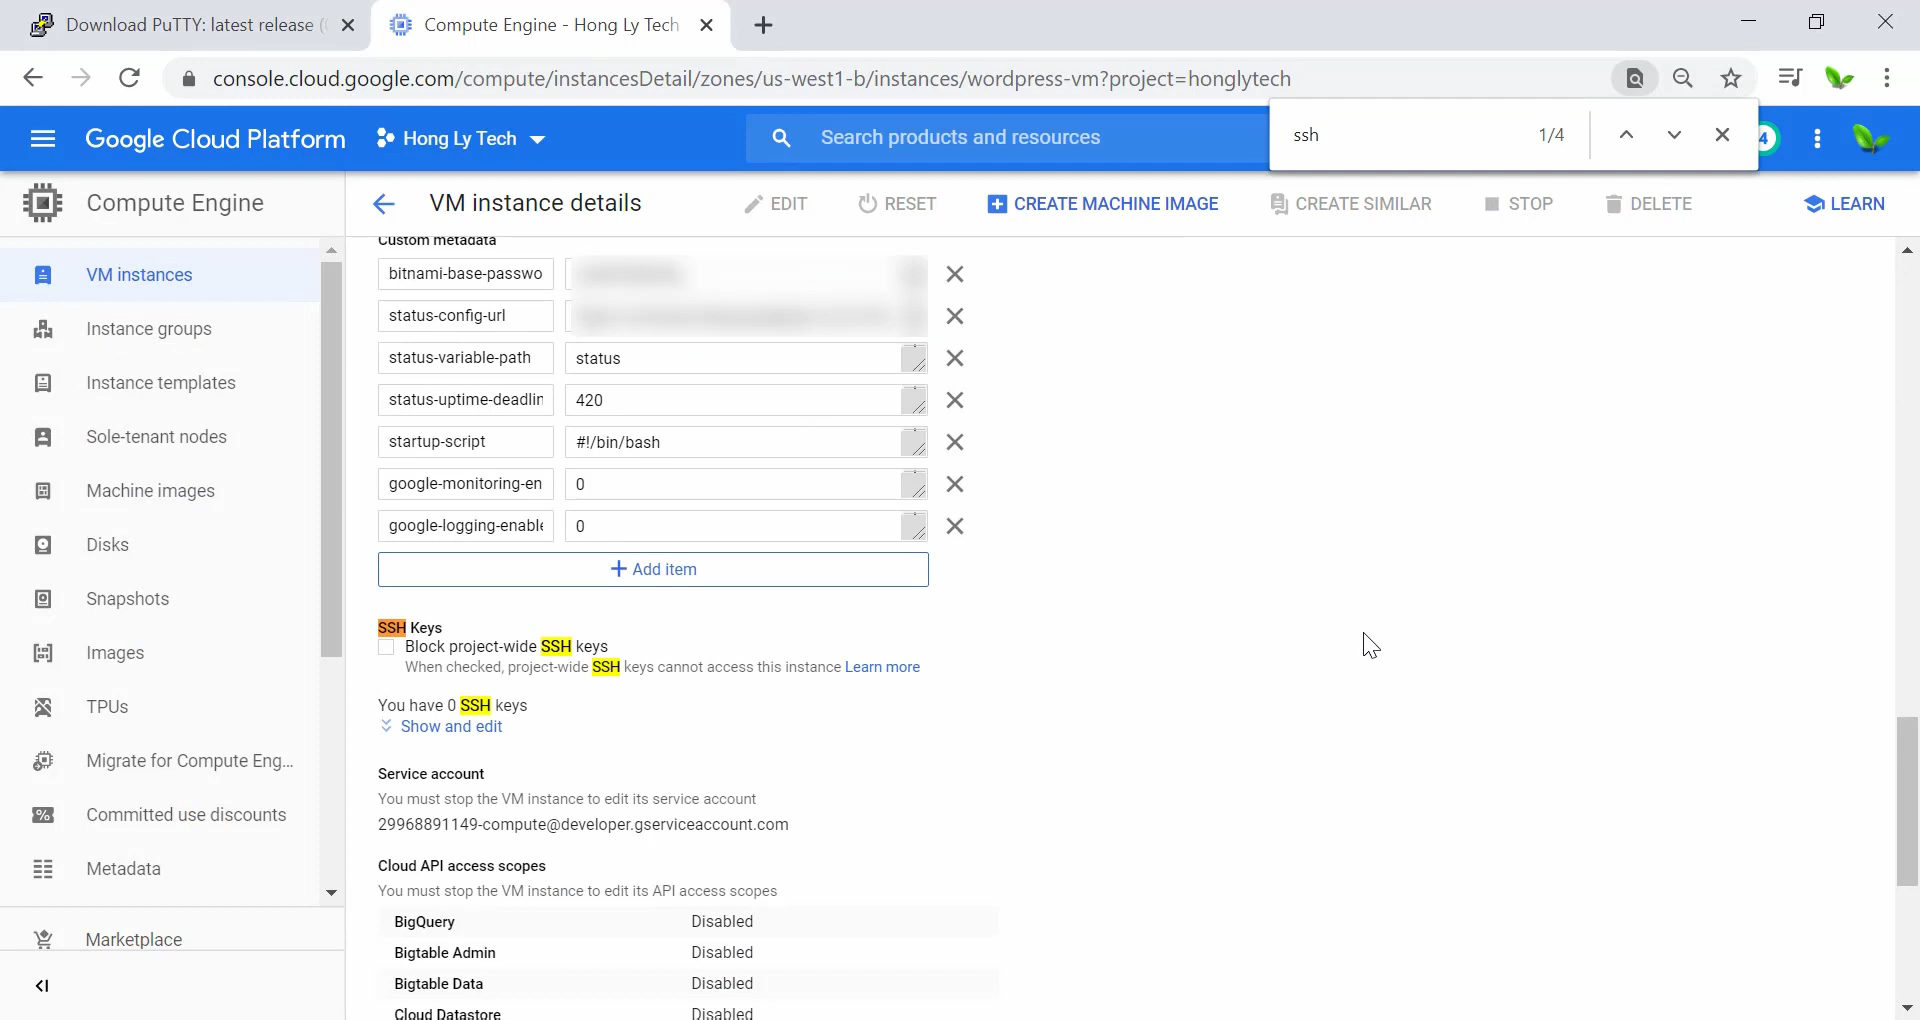 Download PuTTY: latest release (
Compute Engine - Hong Ly Tech
console.cloud.google.com/compute/instancesDetail/zones/us-west1-b/instances/wordpress-vm?project=honglytech
Google Cloud Platform
Hong Ly Tech
Search products and resources
ssh
1/4
4
Compute Engine
VM instance details
EDIT
RESET
CREATE MACHINE IMAGE
CREATE SIMILAR
STOP
DELETE
LEARN
VM instances
Instance groups
Instance templates
Sole-tenant nodes
Machine images
Disks
Snapshots
Images
TPUs
Migrate for Compute Eng...
Committed use discounts
Metadata
Marketplace
Custom metadata
bitnami-base-passwo
status-config-url
status-variable-path
status
status-uptime-deadlin
420
startup-script
#!/bin/bash
google-monitoring-en
0
google-logging-enable
0
+ Add item
SSH Keys
Block project-wide SSH keys
When checked, project-wide SSH keys cannot access this instance Learn more
You have 0 SSH keys
Show and edit
Service account
You must stop the VM instance to edit its service account
29968891149-compute@developer.gserviceaccount.com
Cloud API access scopes
You must stop the VM instance to edit its API access scopes
BigQuery Disabled
Bigtable Admin Disabled
Bigtable Data Disabled
Cloud Datastore Disabled